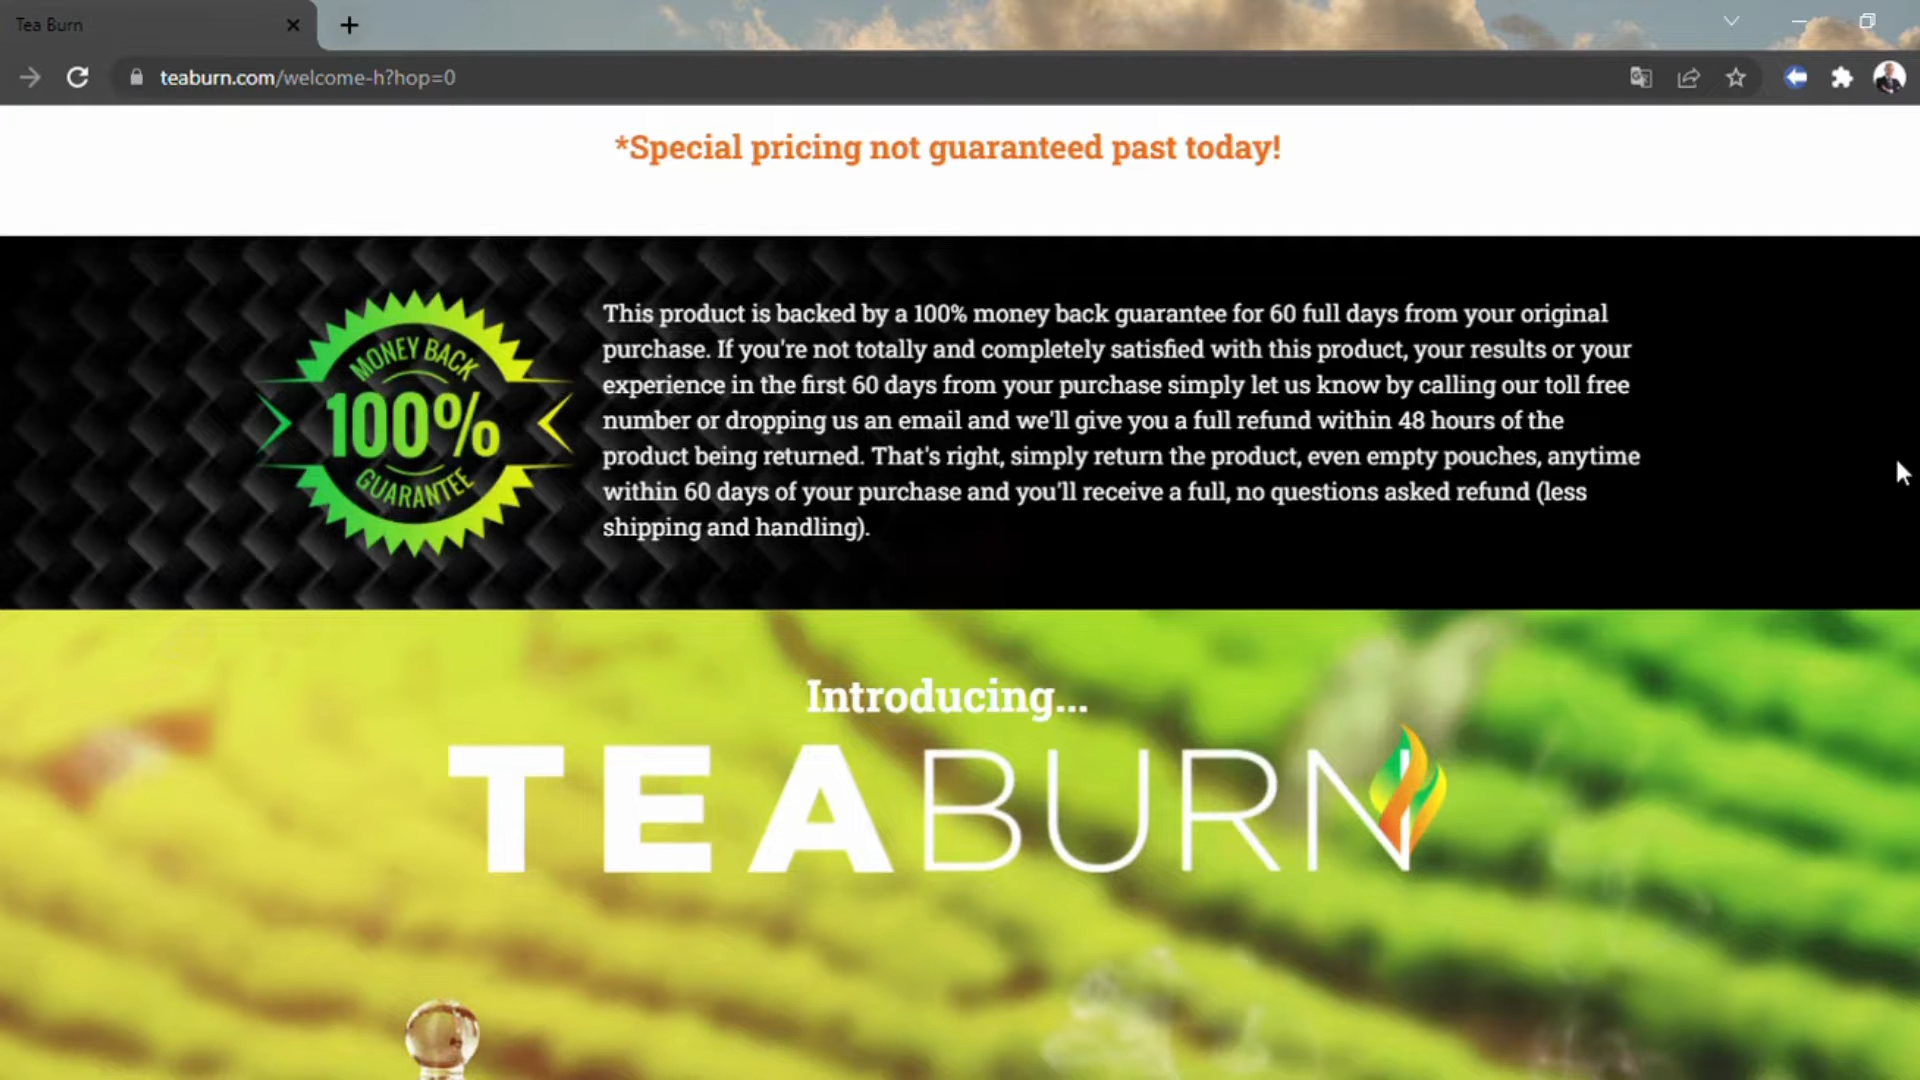 Tea Burn
teaburn.com/welcome-h?hop=0
*Special pricing not guaranteed past today!
MONEY BACK
100%
GUARANTEE
This product is backed by a 100% money back guarantee for 60 full days from your original
purchase. If you're not totally and completely satisfied with this product, your results or your
experience in the first 60 days from your purchase simply let us know by calling our toll free
number or dropping us an email and we'll give you a full refund within 48 hours of the
product being returned. That's right, simply return the product, even empty pouches, anytime
within 60 days of your purchase and you'll receive a full, no questions asked refund (less
shipping and handling).
Introducing...
TEABURN